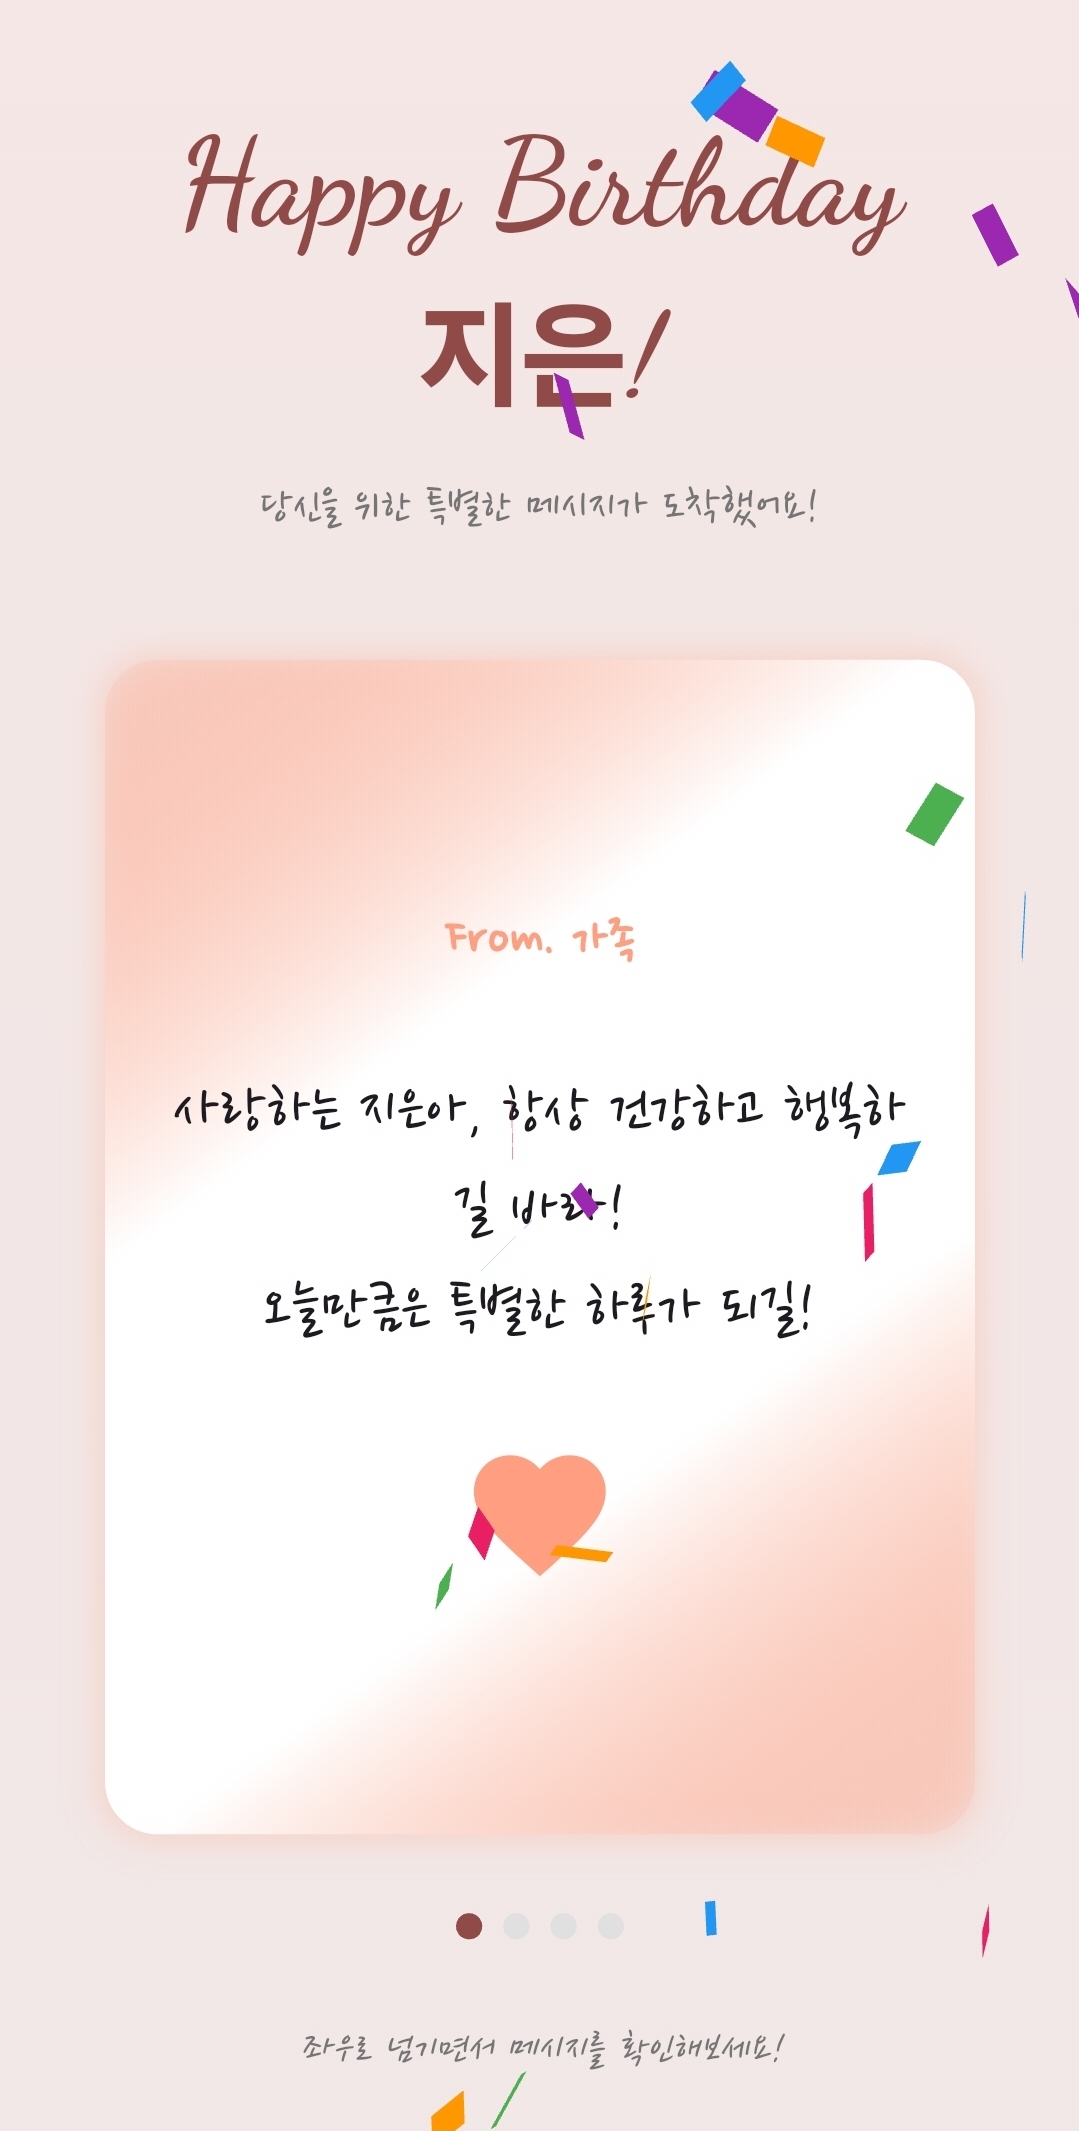 Happy Birthday
지은!
당신을 위한 특별한 메시지가 도착했어요!
From. 가족
사랑하는 지은아, 항상 건강하고 행복하
길 바라!
오늘만큼은 특별한 하루가 되길!
좌우로 넘기면서 메시지를 확인해보세요!